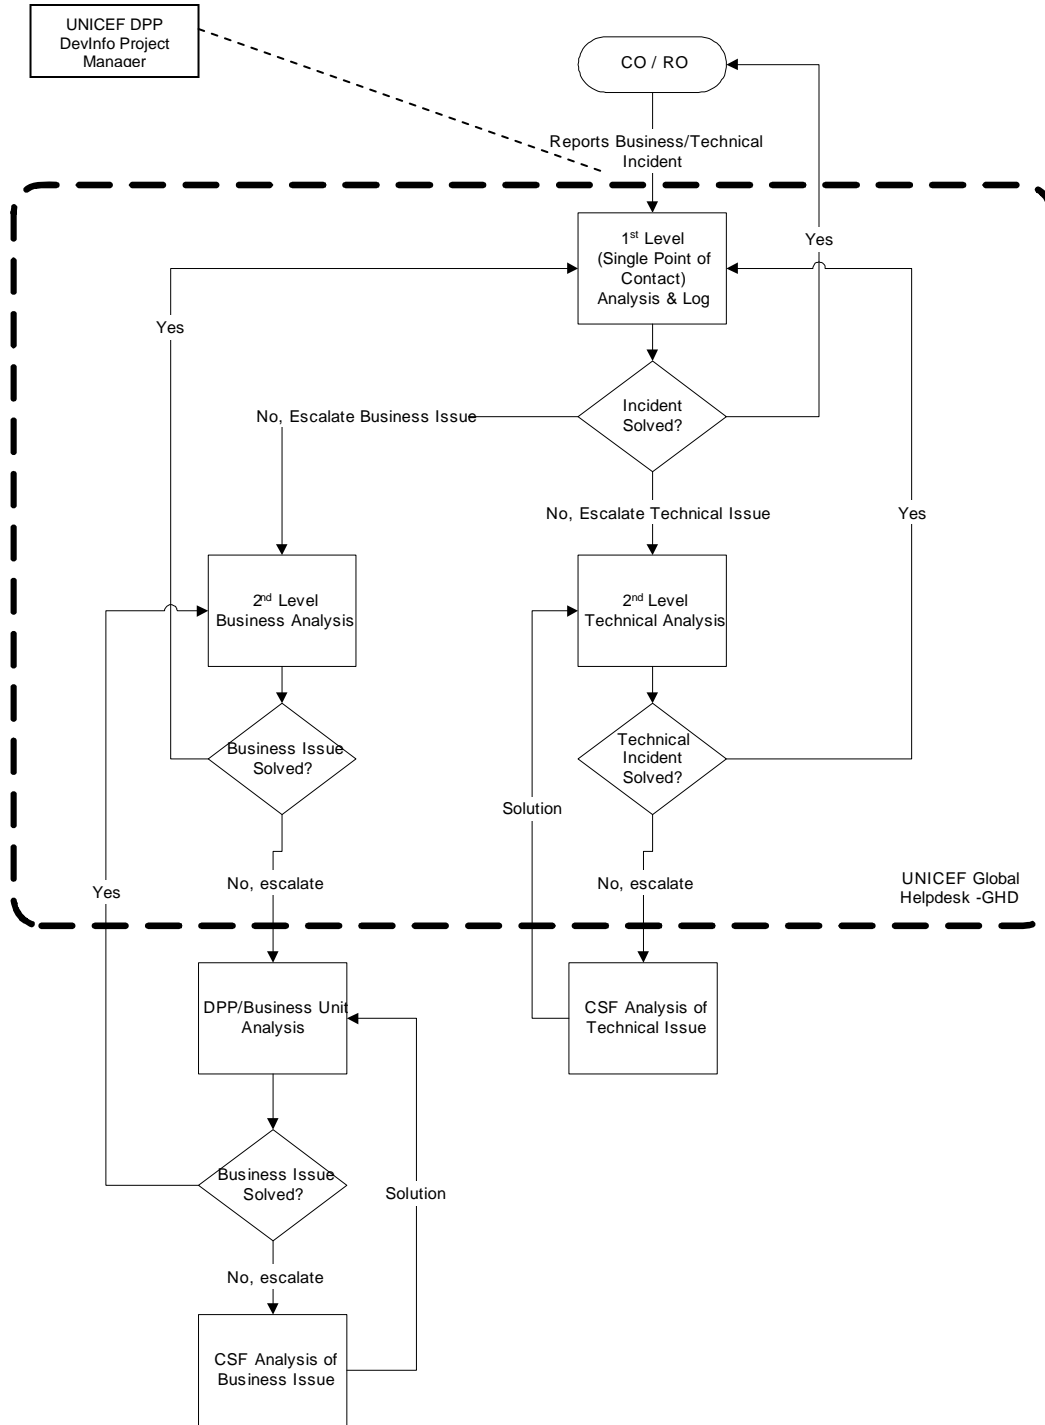 UNICEF DPP
DevInfo Project
Manager
CO / RO
Reports Business/Technical
Incident
1st Level
(Single Point of
Contact)
Analysis & Log
Yes
Yes
Incident
Solved?
No, Escalate Business Issue
No, Escalate Technical Issue
Yes
2nd Level
Business Analysis
2nd Level
Technical Analysis
Business Issue
Solved?
Technical
Incident
Solved?
Solution
No, escalate
No, escalate
Yes
UNICEF Global
Helpdesk -GHD
DPP/Business Unit
Analysis
CSF Analysis of
Technical Issue
Business Issue
Solved?
Solution
No, escalate
CSF Analysis of
Business Issue